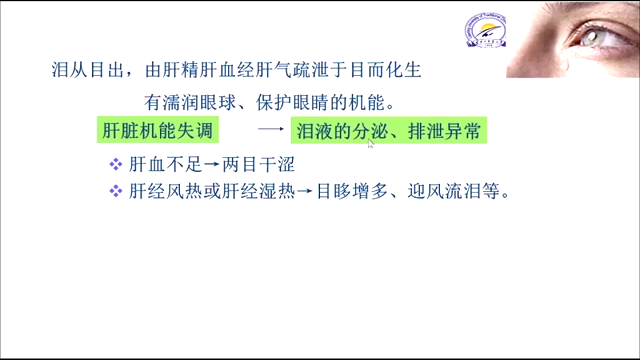 泪从目出，由肝精肝血经肝气疏泄于目而化生
有濡润眼球、保护眼睛的机能。
肝脏机能失调 → 泪液的分泌、排泄异常
❖ 肝血不足→两目干涩
❖ 肝经风热或肝经湿热→目眵增多、迎风流泪等。